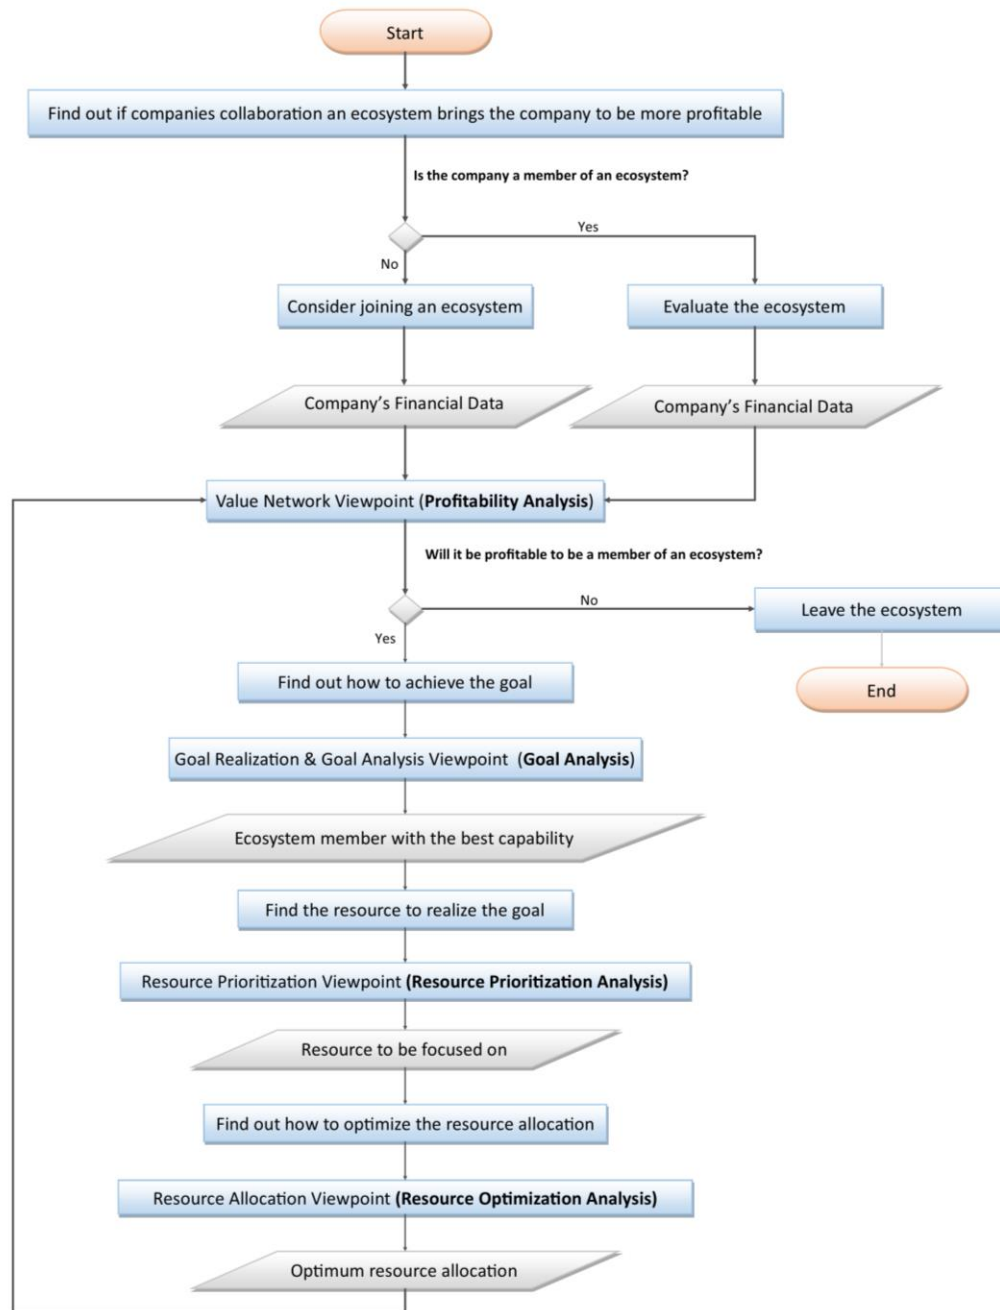 Start
Find out if companies collaboration an ecosystem brings the company to be more profitable
Is the company a member of an ecosystem?
Yes
No
Consider joining an ecosystem
Evaluate the ecosystem
Company's Financial Data
Company's Financial Data
Value Network Viewpoint (Profitability Analysis)
Will it be profitable to be a member of an ecosystem?
No
Leave the ecosystem
Yes
Find out how to achieve the goal
End
Goal Realization & Goal Analysis Viewpoint (Goal Analysis)
Ecosystem member with the best capability
Find the resource to realize the goal
Resource Prioritization Viewpoint (Resource Prioritization Analysis)
Resource to be focused on
Find out how to optimize the resource allocation
Resource Allocation Viewpoint (Resource Optimization Analysis)
Optimum resource allocation